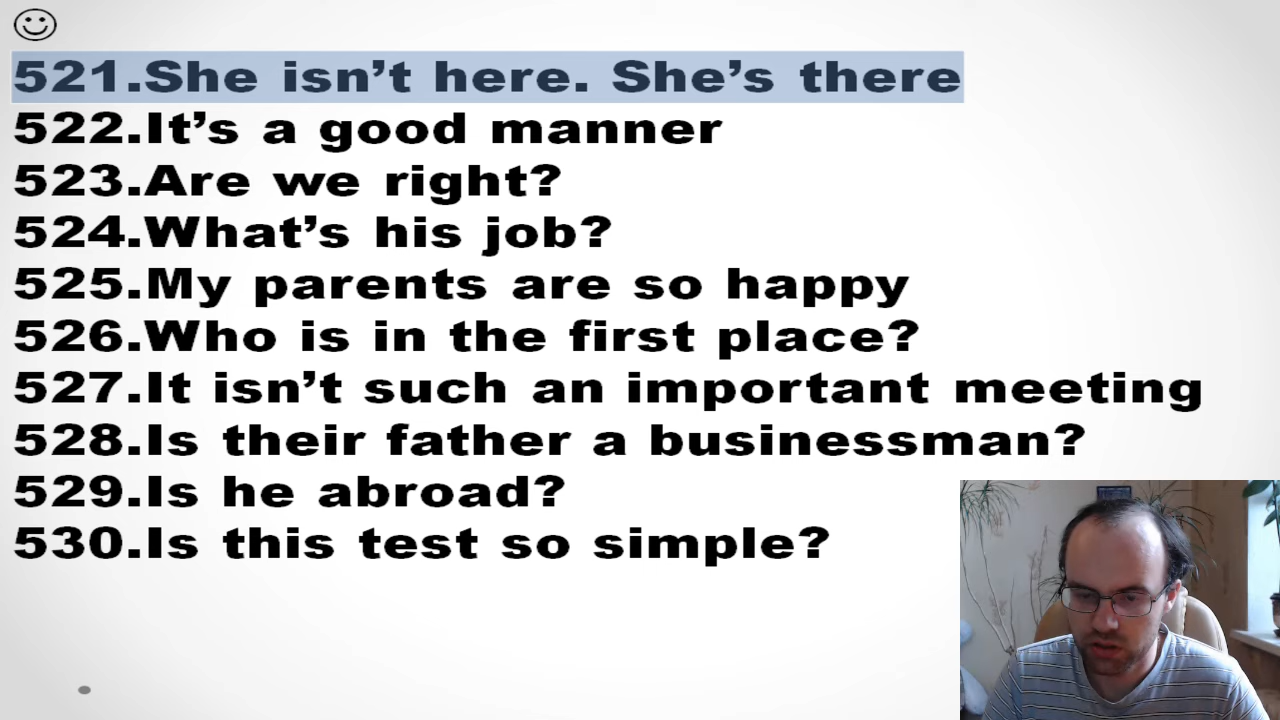 521.She isn’t here. She’s there
522.It’s a good manner
523.Are we right?
524.What’s his job?
525.My parents are so happy
526.Who is in the first place?
527.It isn’t such an important meeting
528.Is their father a businessman?
529.Is he abroad?
530.Is this test so simple?